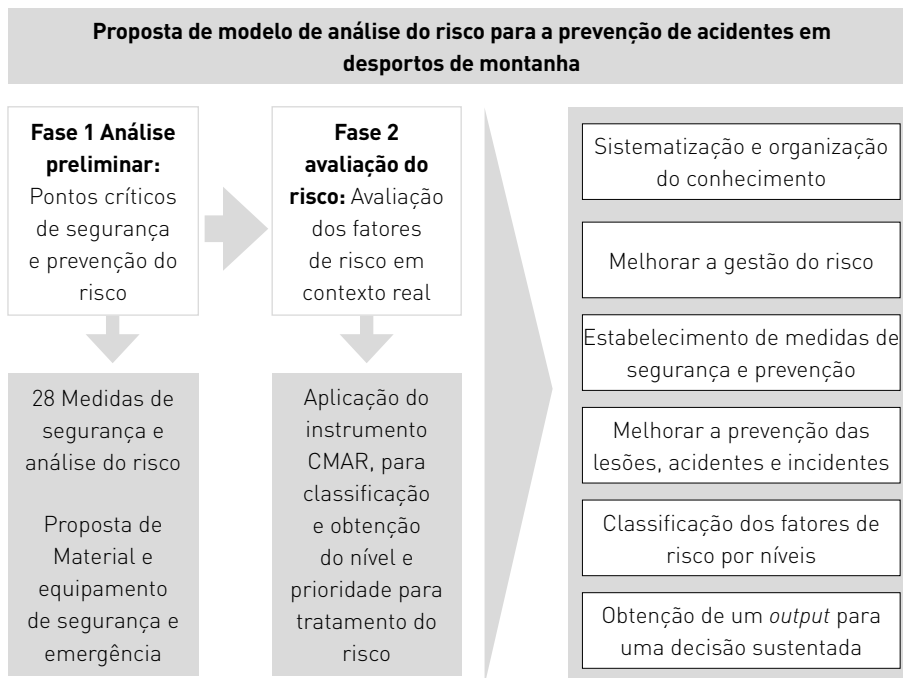 Proposta de modelo de análise do risco para a prevenção de acidentes em
desportos de montanha
Fase 1 Análise
preliminar:
Pontos críticos
de segurança
e prevenção do
risco
28 Medidas de
segurança e
análise do risco
Proposta de
Material e
equipamento
de segurança e
emergência
Fase 2
avaliação do
risco: Avaliação
dos fatores
de risco em
contexto real
Aplicação do
instrumento
CMAR, para
classificação
e obtenção
do nível e
prioridade para
tratamento do
risco
Sistematização e organização
do conhecimento
Melhorar a gestão do risco
Estabelecimento de medidas de
segurança e prevenção
Melhorar a prevenção das
lesões, acidentes e incidentes
Classificação dos fatores de
risco por níveis
Obtenção de um output para
uma decisão sustentada